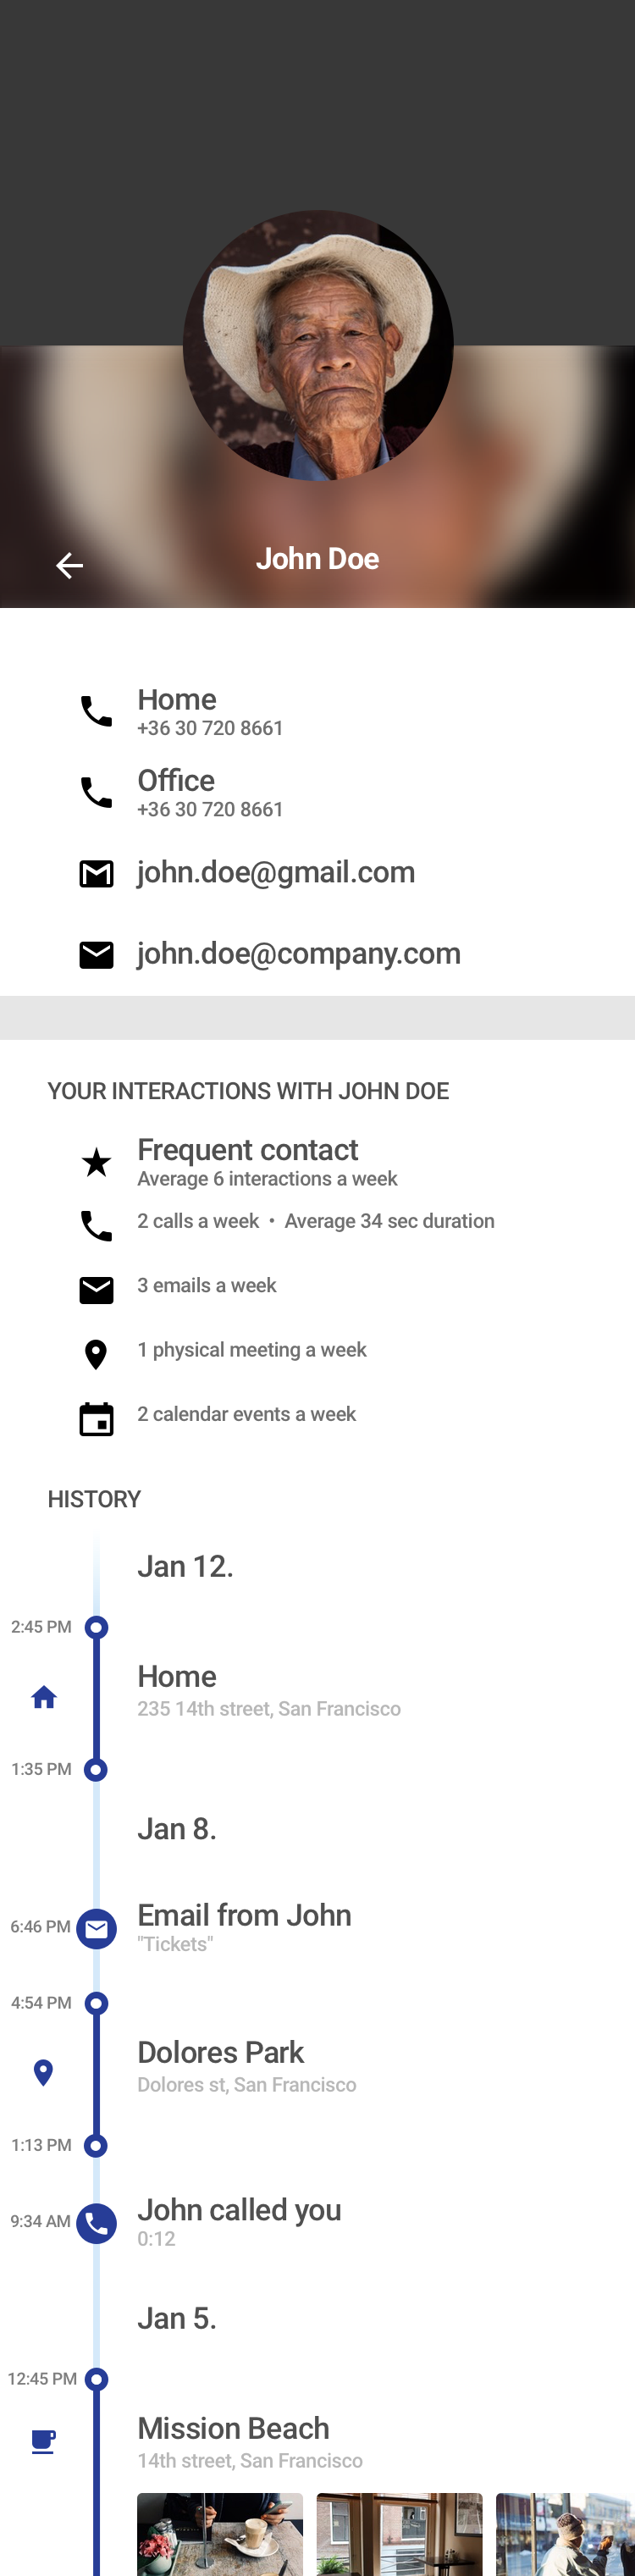 John Doe
Home
+36 30 720 8661
Office
+36 30 720 8661
john.doe@gmail.com
john.doe@company.com
YOUR INTERACTIONS WITH JOHN DOE
Frequent contact
Average 6 interactions a week
2 calls a week • Average 34 sec duration
3 emails a week
1 physical meeting a week
2 calendar events a week
HISTORY
Jan 12.
2:45 PM
Home
235 14th street, San Francisco
1:35 PM
Jan 8.
6:46 PM
Email from John
"Tickets"
4:54 PM
Dolores Park
Dolores st, San Francisco
1:13 PM
9:34 AM
John called you
0:12
Jan 5.
12:45 PM
Mission Beach
14th street, San Francisco